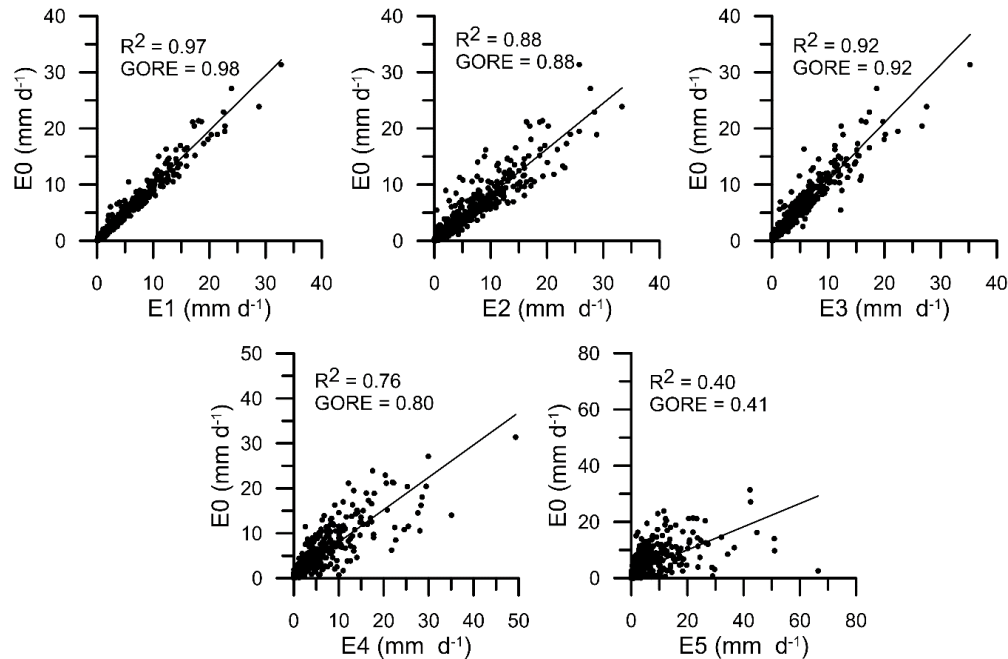 40
30
20
10
0
E0 (mm d-1)
R2 = 0.97
GORE = 0.98
0 10 20 30 40
E1 (mm d-1)
40
30
20
10
0
E0 (mm d-1)
R2 = 0.88
GORE = 0.88
0 10 20 30 40
E2 (mm d-1)
40
30
20
10
0
E0 (mm d-1)
R2 = 0.92
GORE = 0.92
0 10 20 30 40
E3 (mm d-1)
50
40
30
20
10
0
E0 (mm d-1)
R2 = 0.76
GORE = 0.80
0 10 20 30 40 50
E4 (mm d-1)
80
60
40
20
0
E0 (mm d-1)
R2 = 0.40
GORE = 0.41
0 20 40 60 80
E5 (mm d-1)